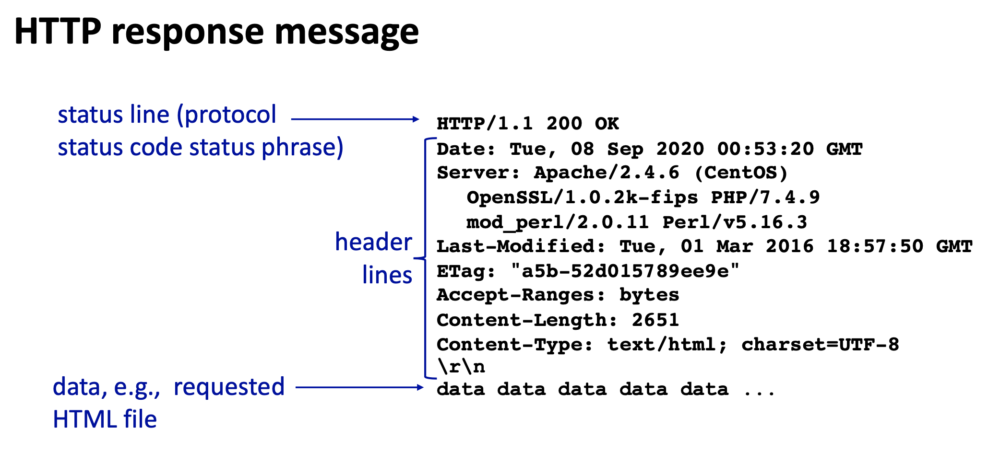 HTTP response message
status line (protocol
status code status phrase)
HTTP/1.1 200 OK
Date: Tue, 08 Sep 2020 00:53:20 GMT
Server: Apache/2.4.6 (CentOS)
OpenSSL/1.0.2k-fips PHP/7.4.9
mod_perl/2.0.11 Perl/v5.16.3
Last-Modified: Tue, 01 Mar 2016 18:57:50 GMT
ETag: "a5b-52d015789ee9e"
Accept-Ranges: bytes
Content-Length: 2651
Content-Type: text/html; charset=UTF-8
\r\n
header
lines
data, e.g., requested
HTML file
data data data data data ...